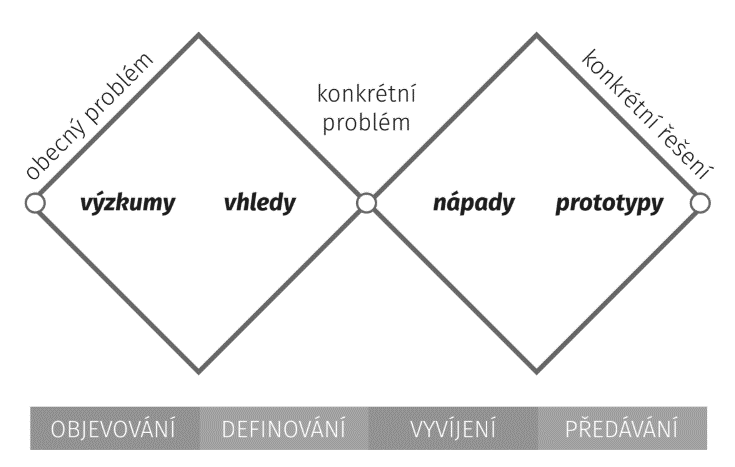 obecný problém
konkrétní
problém
konkrétní řešení
výzkumy
vhledy
nápady
prototypy
OBJEVOVÁNÍ
DEFINOVÁNÍ
VYVÍJENÍ
PŘEDÁVÁNÍ